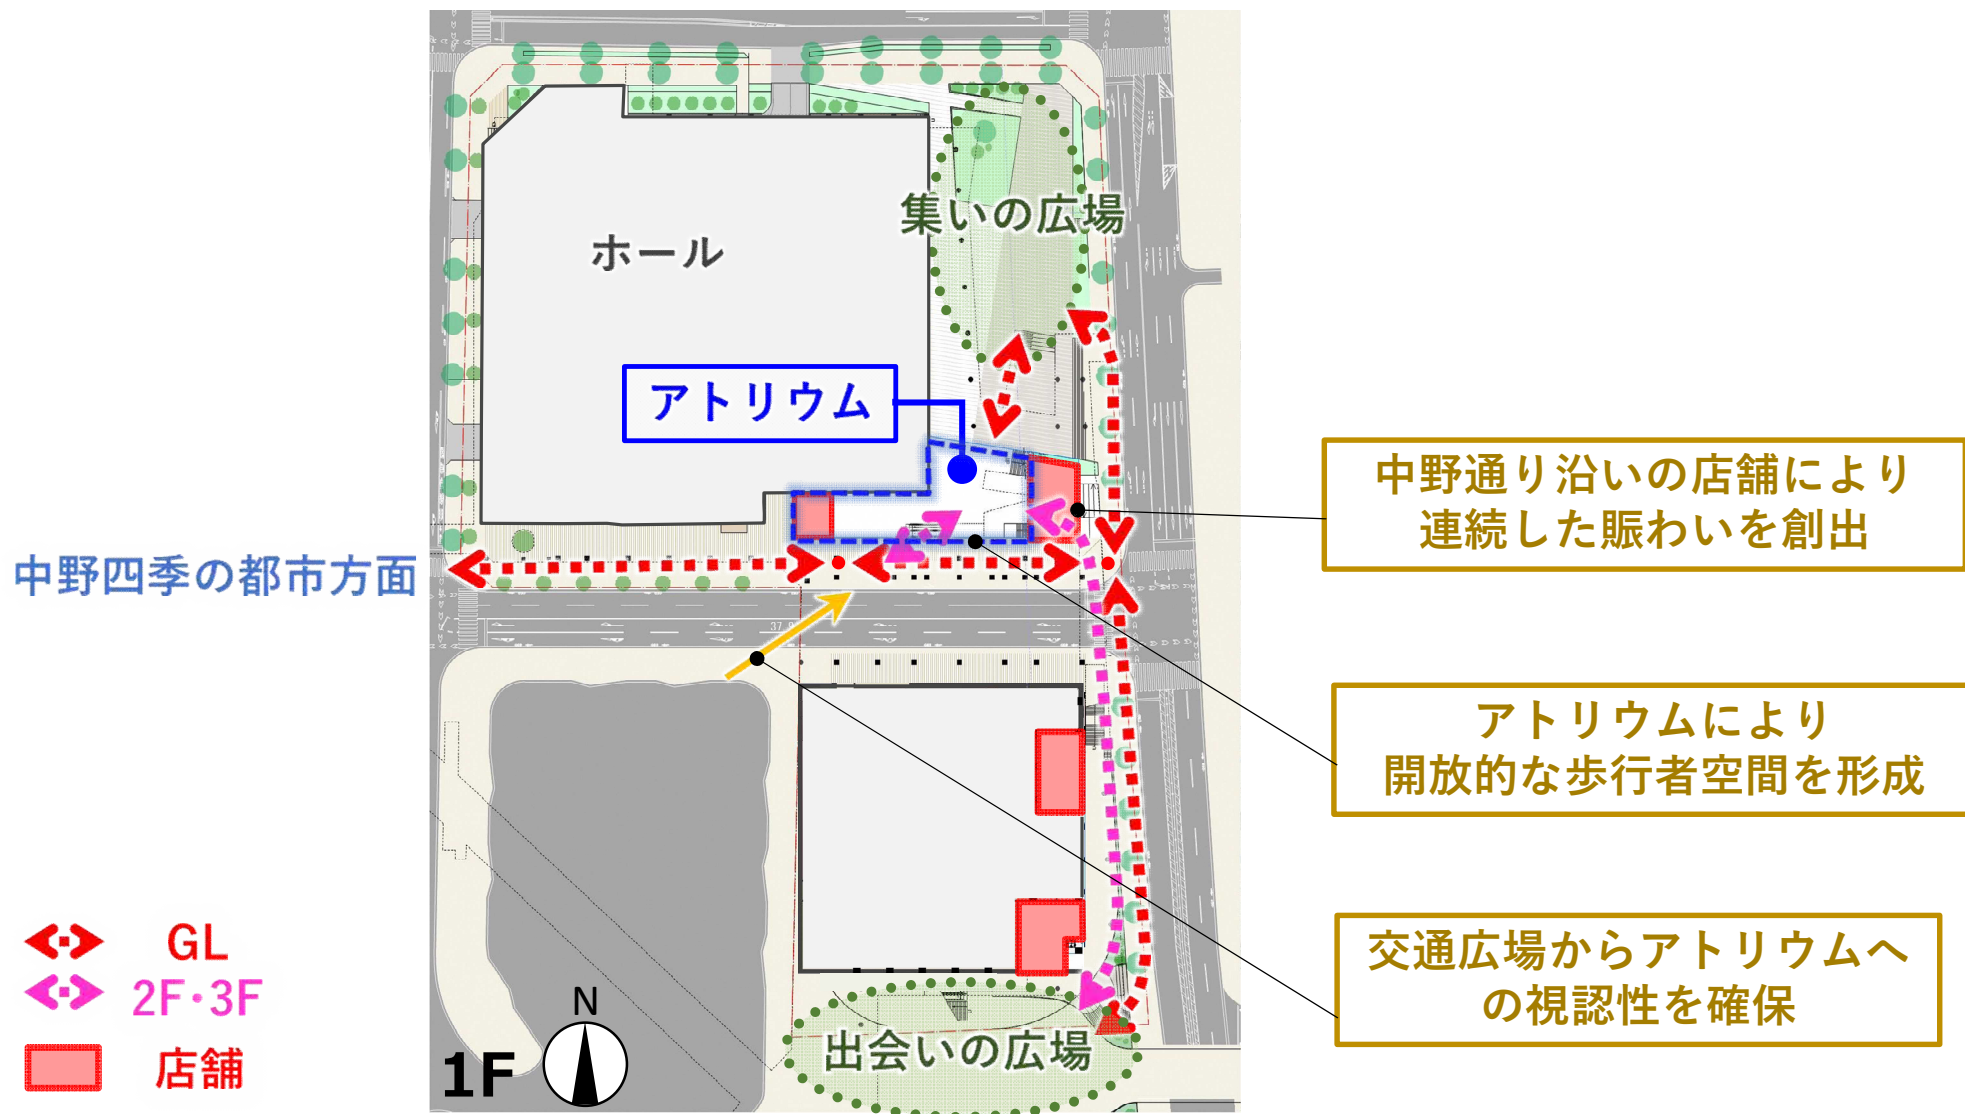 集いの広場
ホール
アトリウム
中野通り沿いの店舗により
連続した賑わいを創出
中野四季の都市方面
アトリウムにより
開放的な歩行者空間を形成
交通広場からアトリウムへ
の視認性を確保
GL
2F・3F
店舗
N
1F
出会いの広場